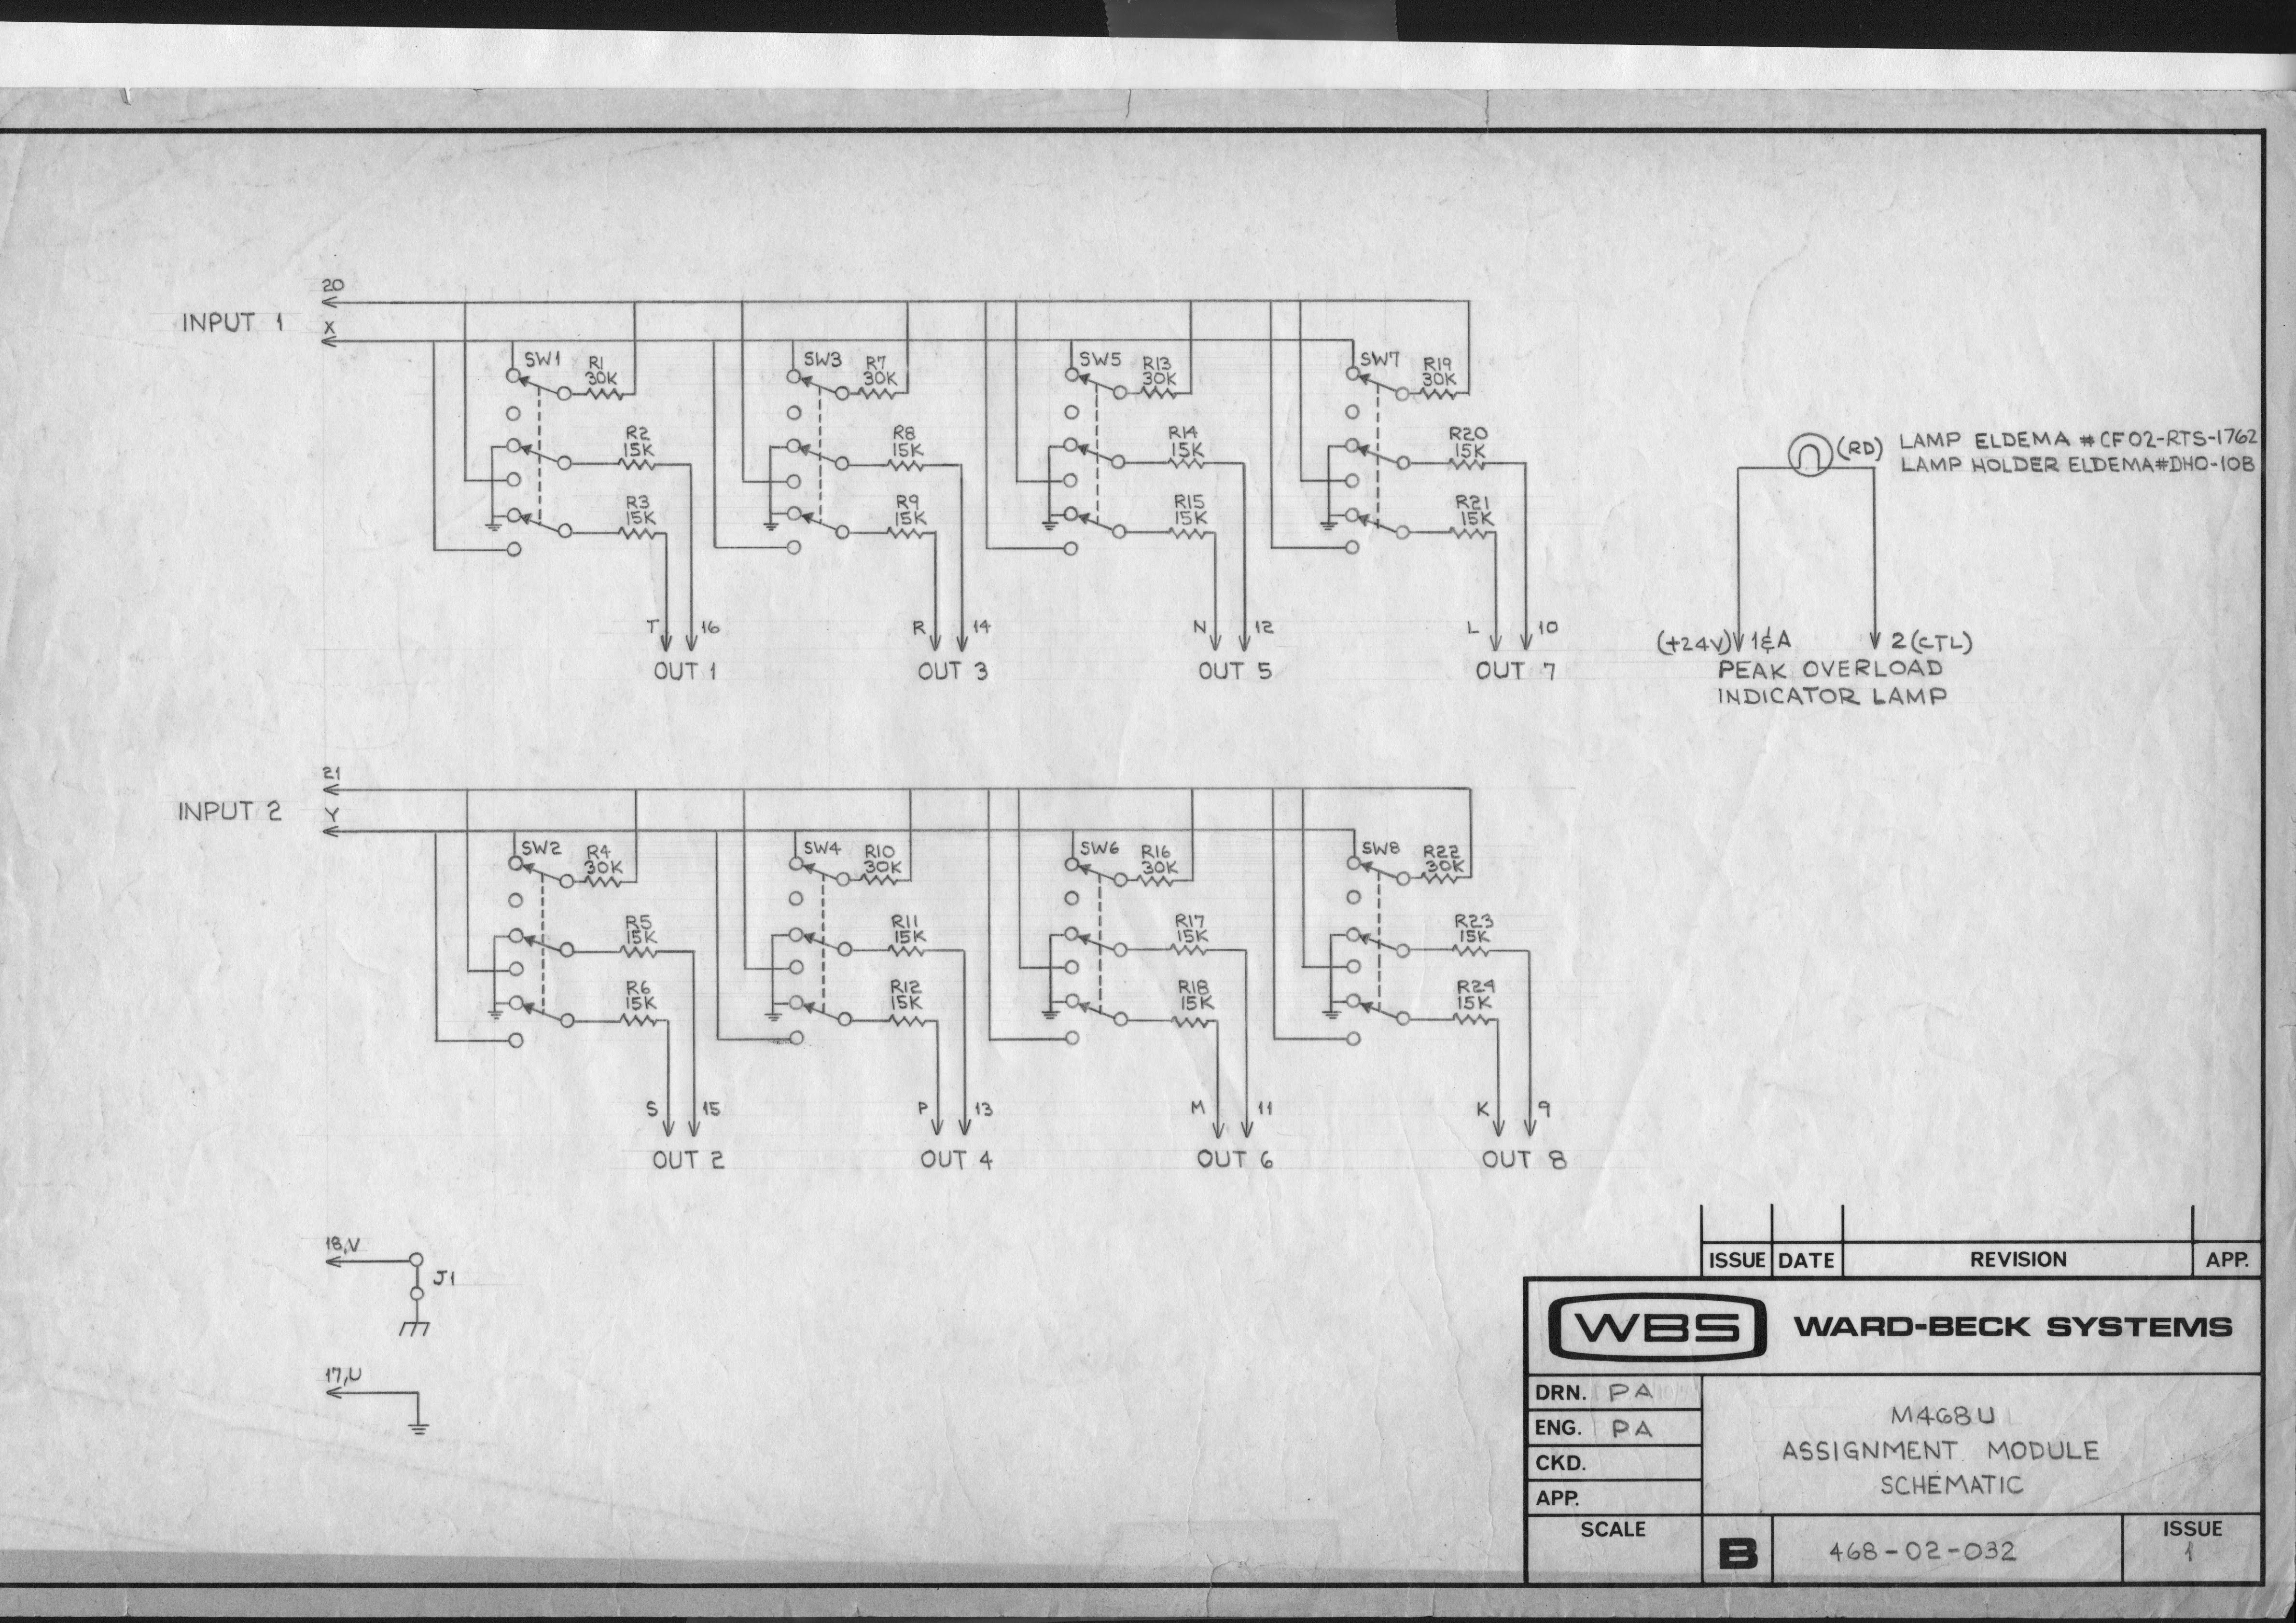 20
INPUT 1
X
SW1 R1 30K
SW3 R7 30K
SW5 R13 30K
SW7 R19 30K
R2 15K
R8 15K
R14 15K
R20 15K
R3 15K
R9 15K
R15 15K
R21 15K
T 16
R 14
N 12
L 10
OUT 1
OUT 3
OUT 5
OUT 7
(RD)
LAMP ELDEMA #CF02-RTS-1762
LAMP HOLDER ELDEMA#DHO-10B
(+24V) 1&A
2(CTL)
PEAK OVERLOAD
INDICATOR LAMP
21
INPUT 2
Y
SW2 R4 30K
SW4 R10 30K
SW6 R16 30K
SW8 R22 30K
R5 15K
R11 15K
R17 15K
R23 15K
R6 15K
R12 15K
R18 15K
R24 15K
S 15
P 13
M 11
K 9
OUT 2
OUT 4
OUT 6
OUT 8
18,V
J1
17,U
ISSUE DATE REVISION APP.
WBS WARD-BECK SYSTEMS
DRN. PA
ENG. PA
CKD.
APP.
M468U
ASSIGNMENT MODULE
SCHEMATIC
SCALE
B
468-02-032
ISSUE
1